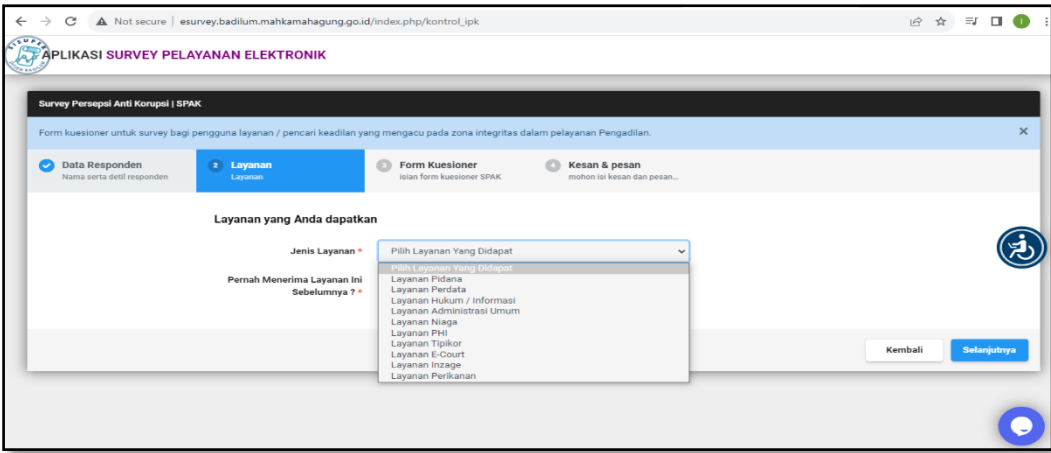 Not secure | esurvey.badilum.mahkamahagung.go.id/index.php/kontrol_ipk
APLIKASI SURVEY PELAYANAN ELEKTRONIK
Survey Persepsi Anti Korupsi | SPAK
Form kuesioner untuk survey bagi pengguna layanan / pencari keadilan yang mengacu pada zona integritas dalam pelayanan Pengadilan.
Data Responden
Nama serta detil responden
2 Layanan
Layanan
3 Form Kuesioner
isian form kuesioner SPAK
4 Kesan & pesan
mohon isi kesan dan pesan...
Layanan yang Anda dapatkan
Jenis Layanan *
Pilih Layanan Yang Didapat
Pilih Layanan Yang Didapat
Layanan Pidana
Layanan Perdata
Layanan Hukum / Informasi
Layanan Administrasi Umum
Layanan Niaga
Layanan PHI
Layanan Tipikor
Layanan E-Court
Layanan Inzage
Layanan Perikanan
Pernah Menerima Layanan Ini
Sebelumnya ? *
Kembali
Selanjutnya